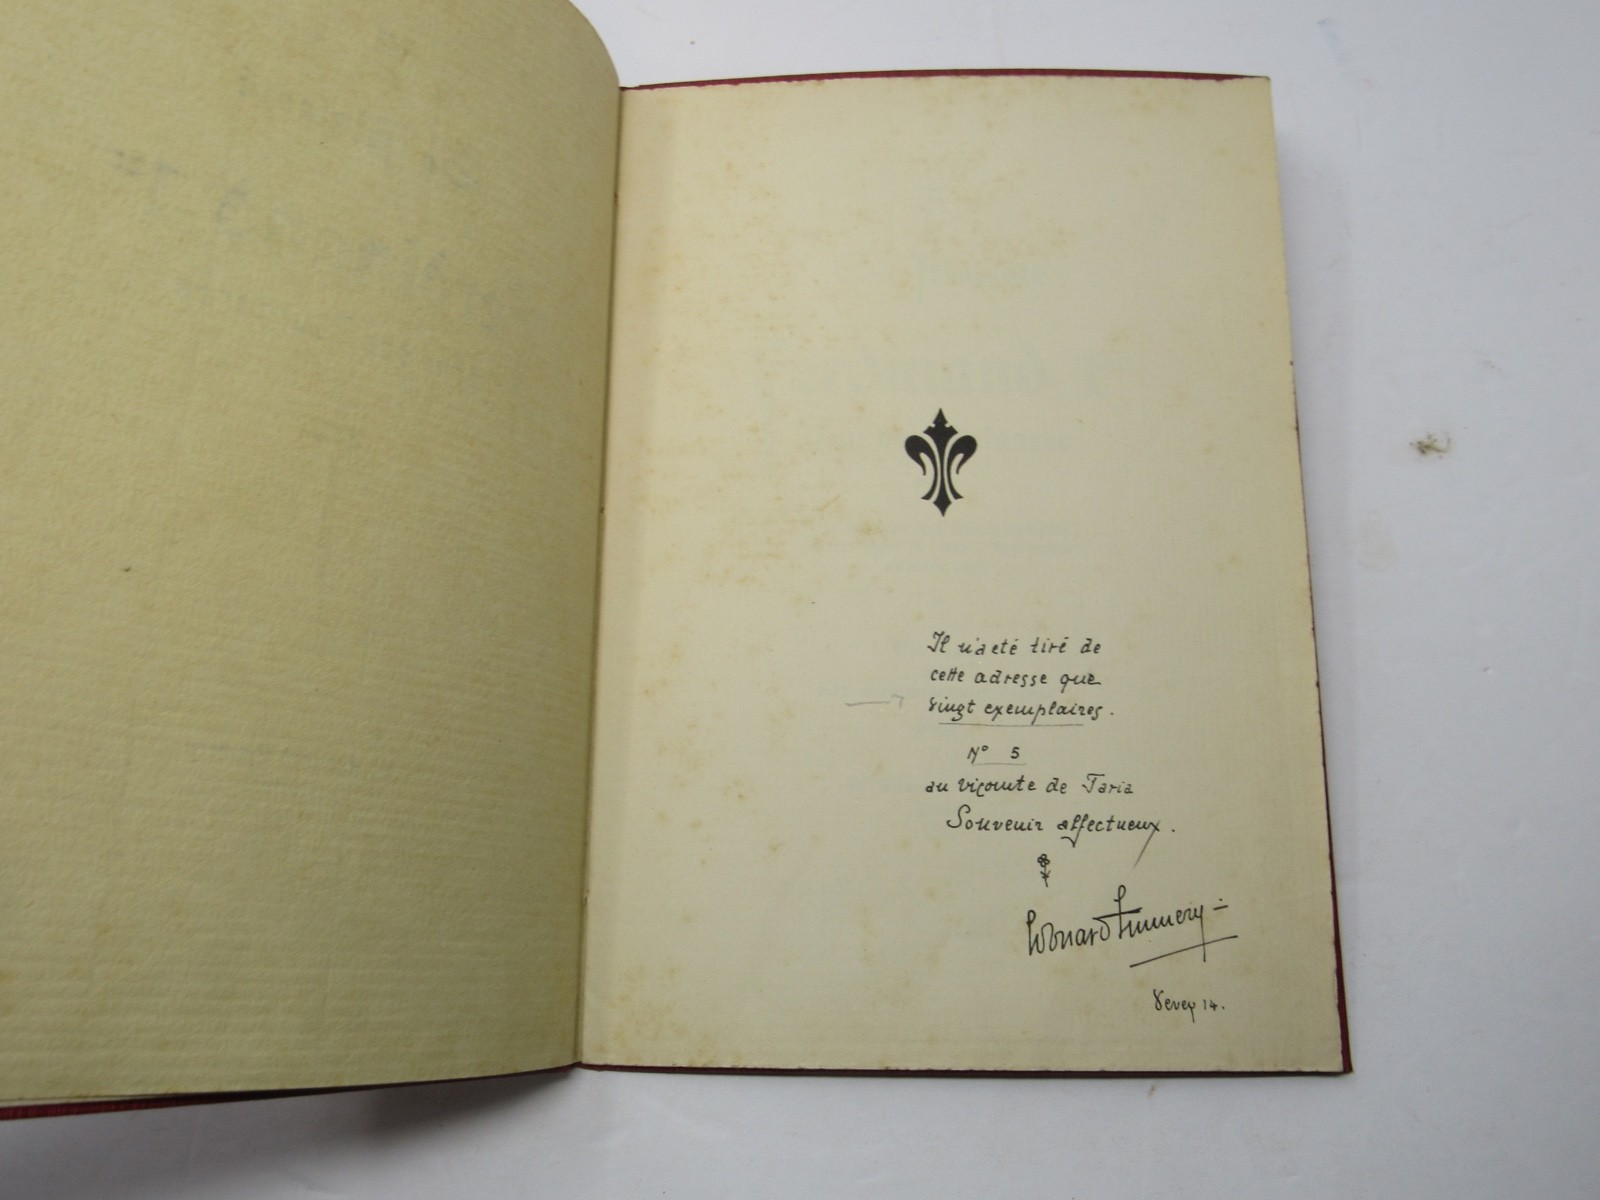 Il n'a été tiré de
cette adresse que
vingt exemplaires.
Nº 5
au vicomte de Faria
Souvenir affectueux.
Vevey 14.